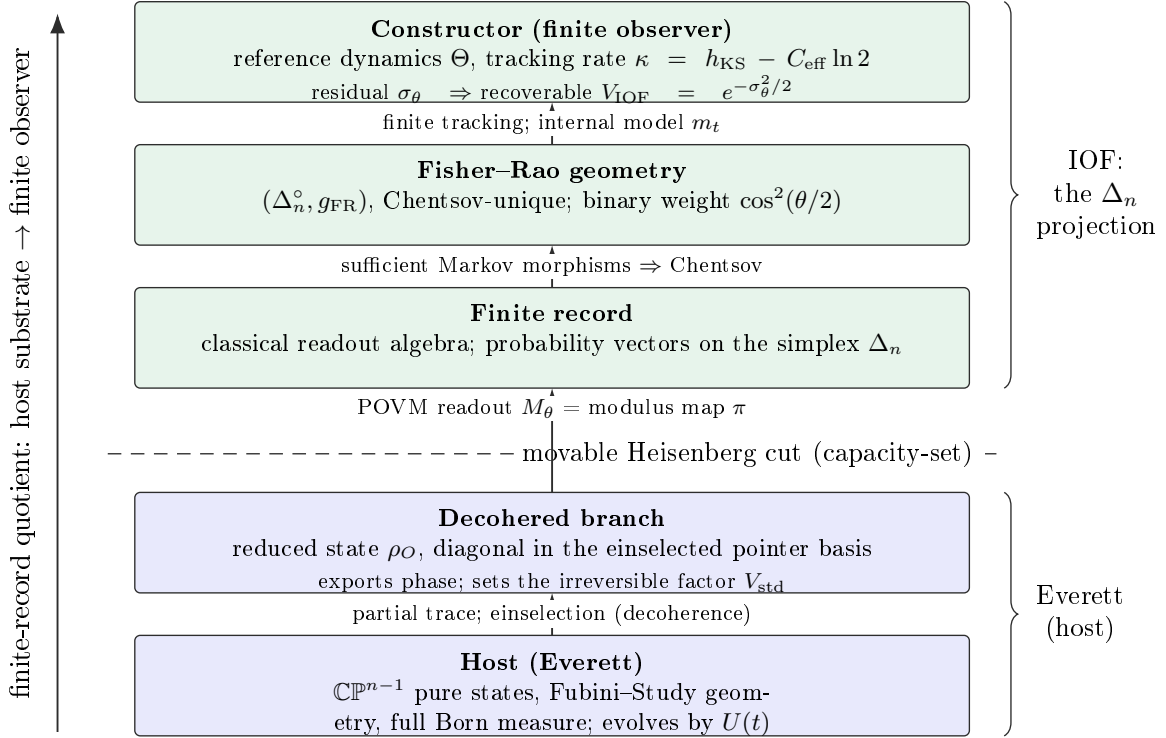 finite-record quotient: host substrate → finite observer
Constructor (finite observer)
reference dynamics Θ, tracking rate κ = h_KS − C_eff ln 2
residual σ_θ ⇒ recoverable V_IOF = e^{−σ_θ^2/2}
finite tracking; internal model m_t
Fisher–Rao geometry
(Δ_n^∘, g_FR), Chentsov-unique; binary weight cos^2(θ/2)
sufficient Markov morphisms ⇒ Chentsov
Finite record
classical readout algebra; probability vectors on the simplex Δ_n
POVM readout M_θ = modulus map π
IOF:
the Δ_n
projection
movable Heisenberg cut (capacity-set)
Decohered branch
reduced state ρ_O, diagonal in the einselected pointer basis
exports phase; sets the irreversible factor V_std
partial trace; einselection (decoherence)
Host (Everett)
ℂℙ^{n−1} pure states, Fubini–Study geom-
etry, full Born measure; evolves by U(t)
Everett
(host)